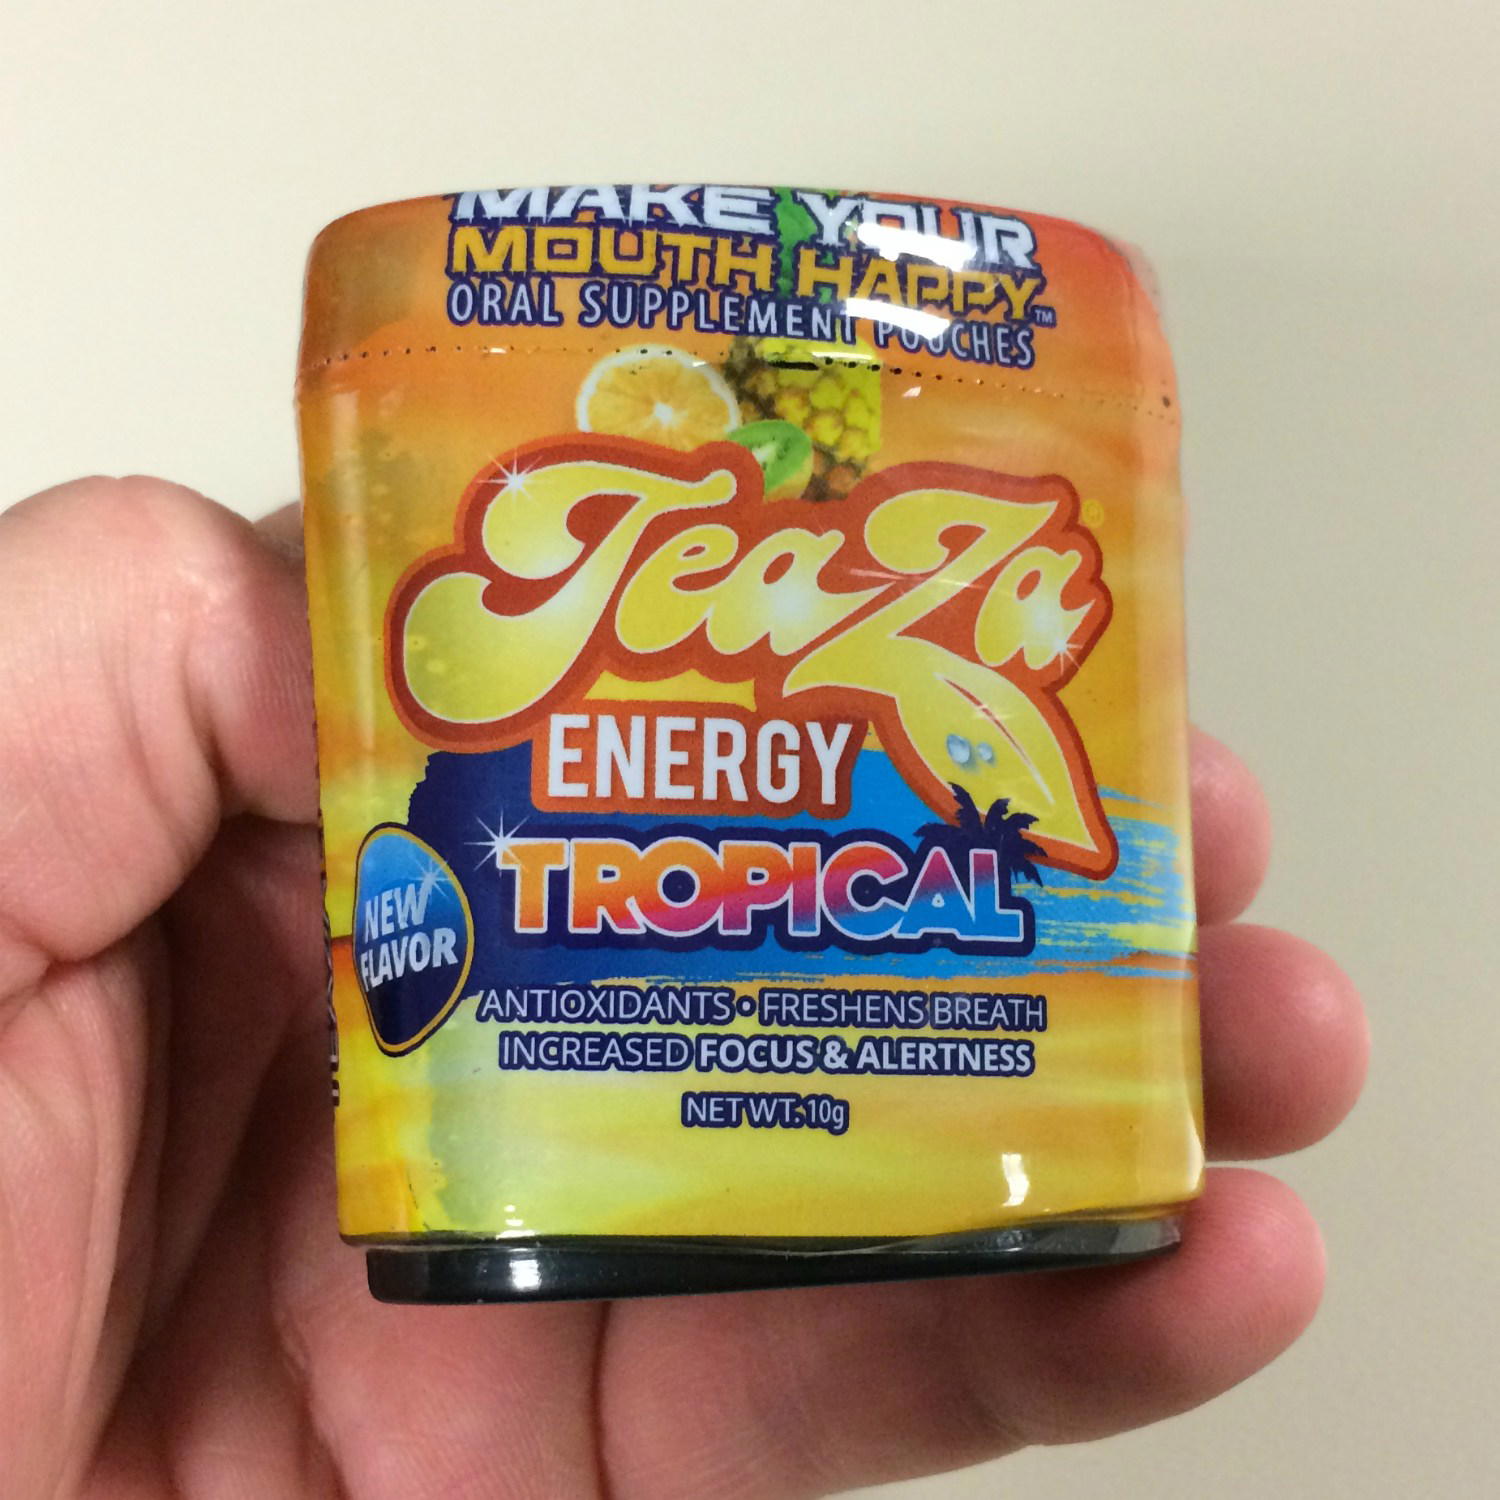 MAKE YOUR
MOUTH HAPPY™
ORAL SUPPLEMENT POUCHES
TeaZa®
ENERGY
TROPICAL
NEW
FLAVOR
ANTIOXIDANTS • FRESHENS BREATH
INCREASED FOCUS & ALERTNESS
NET WT. 10g